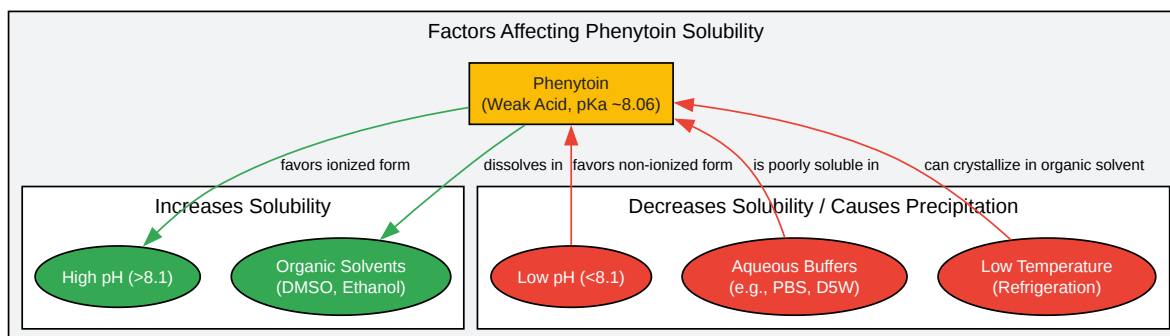 Factors Affecting Phenytoin Solubility
Phenytoin
(Weak Acid, pKa ~8.06)
favors ionized form
dissolves in
favors non-ionized form
is poorly soluble in
can crystallize in organic solvent
Increases Solubility
Decreases Solubility / Causes Precipitation
High pH (>8.1)
Organic Solvents
(DMSO, Ethanol)
Low pH (<8.1)
Aqueous Buffers
(e.g., PBS, D5W)
Low Temperature
(Refrigeration)